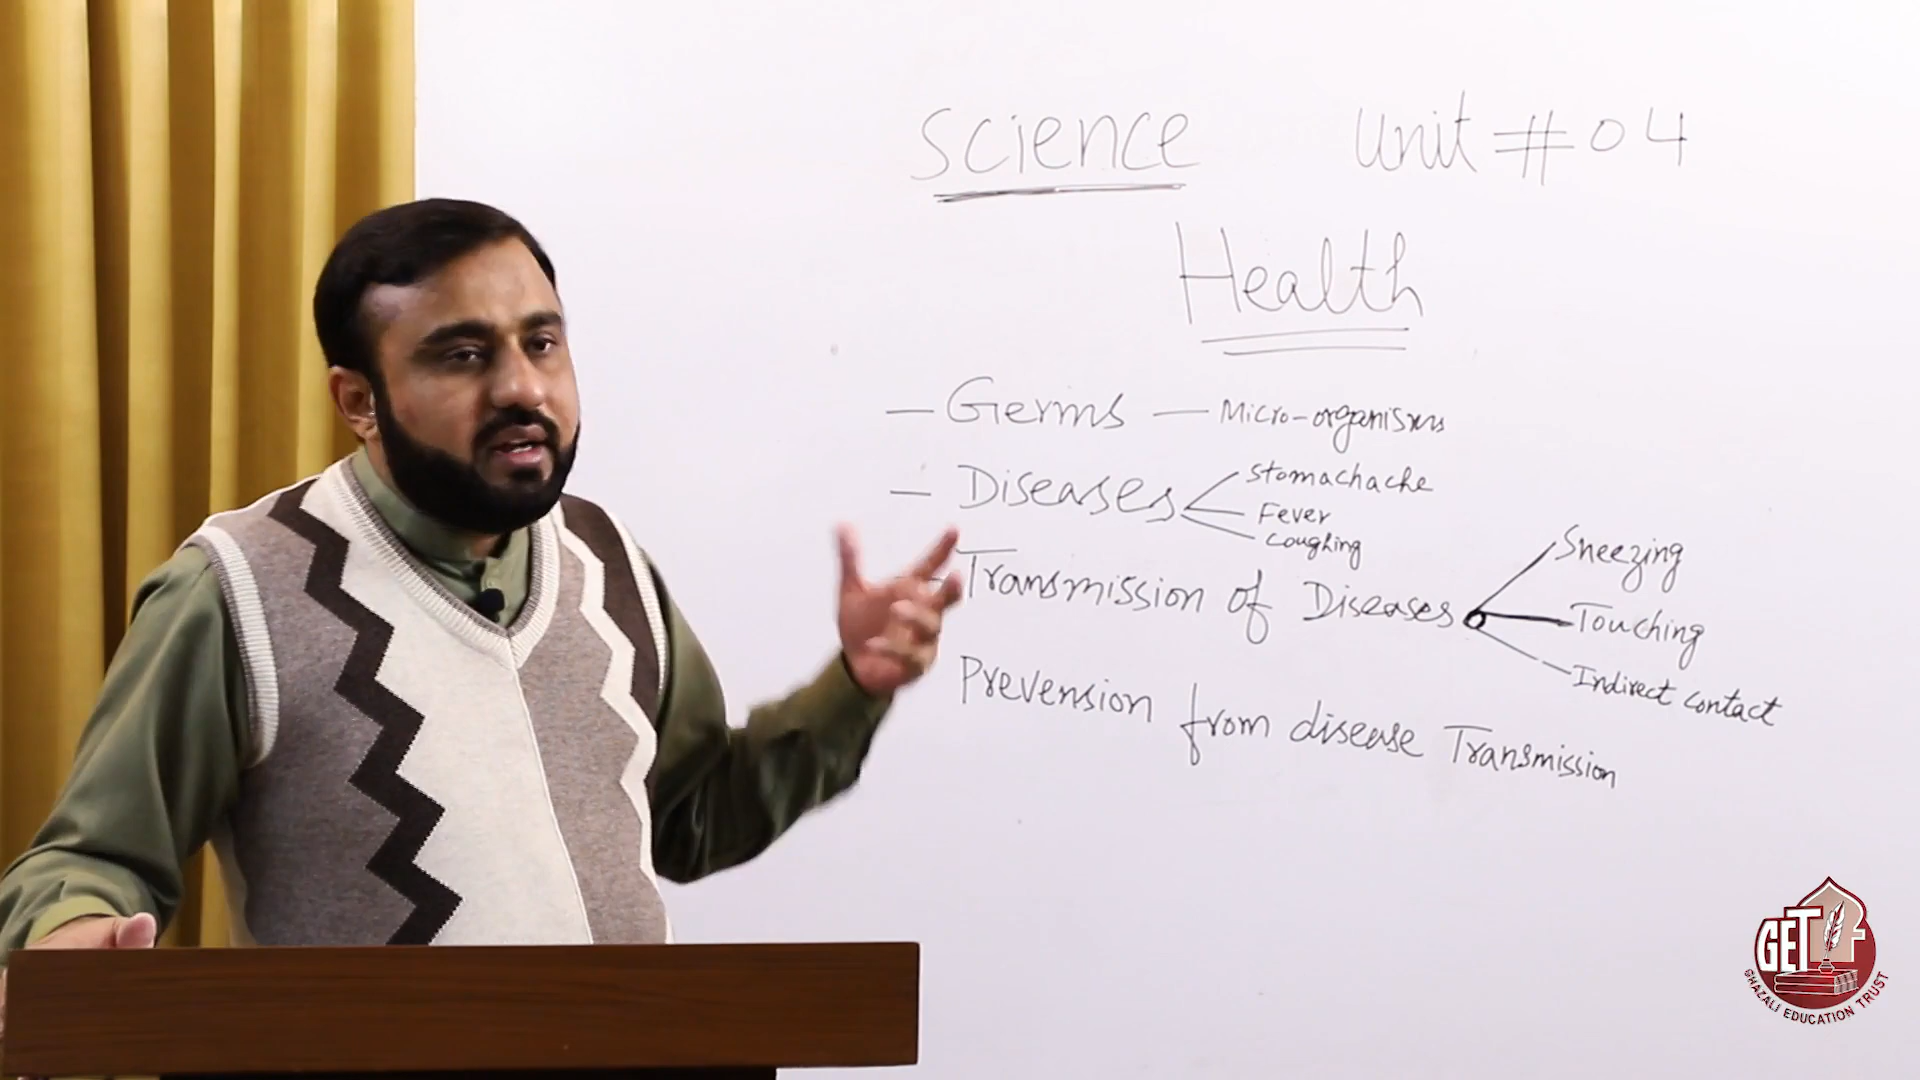 Science Unit # 04
Health
– Germs – Micro-organisms
– Diseases
Stomachache
Fever
Coughing
Transmission of Diseases
Sneezing
Touching
Indirect contact
Prevension from disease Transmission
GETF
GHAZALI EDUCATION TRUST